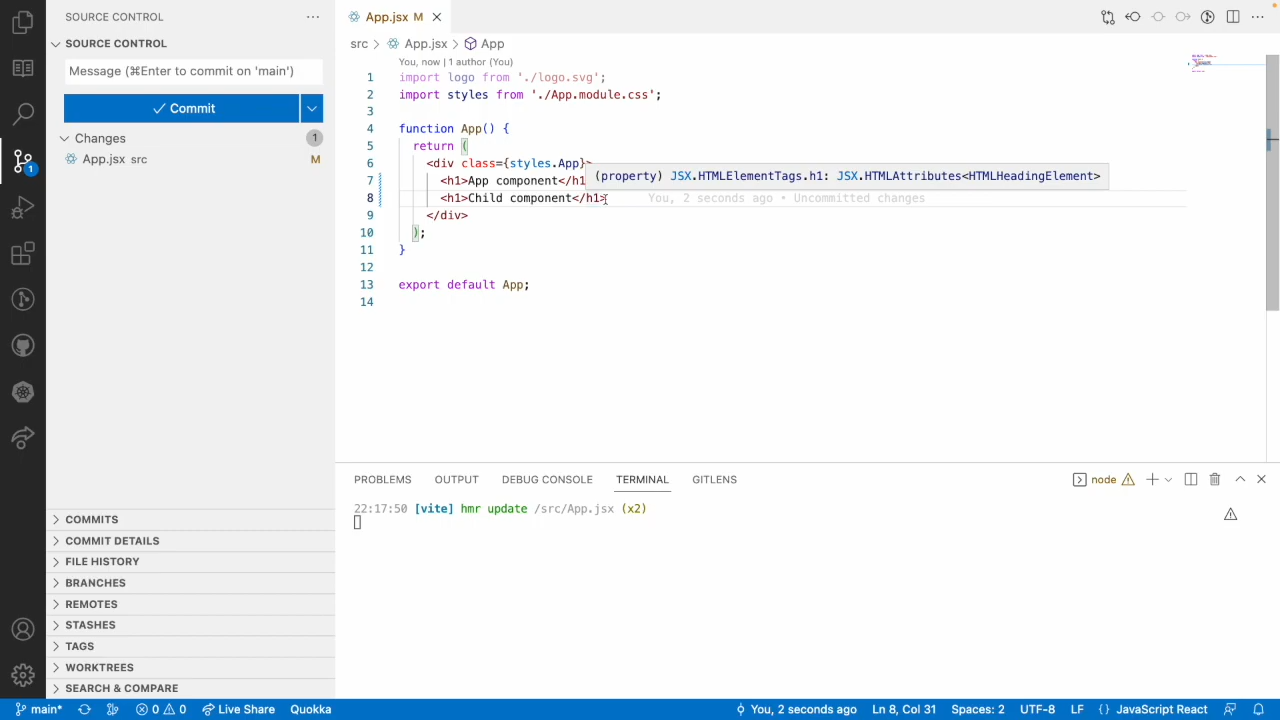 SOURCE CONTROL
SOURCE CONTROL
Message (⌘Enter to commit on 'main')
Commit
Changes
1
App.jsx src
M
1
COMMITS
COMMIT DETAILS
FILE HISTORY
BRANCHES
REMOTES
STASHES
TAGS
WORKTREES
SEARCH & COMPARE
App.jsx M
src > App.jsx > App
You, now | 1 author (You)
1 import logo from './logo.svg';
2 import styles from './App.module.css';
3
4 function App() {
5 return (
6 <div class={styles.App}>
(property) JSX.HTMLElementTags.h1: JSX.HTMLAttributes<HTMLHeadingElement>
7 <h1>App component</h1
8 <h1>Child component</h1> You, 2 seconds ago • Uncommitted changes
9 </div>
10 );
11 }
12
13 export default App;
14
PROBLEMS OUTPUT DEBUG CONSOLE TERMINAL GITLENS
node
22:17:50 [vite] hmr update /src/App.jsx (x2)
main* 0 0 Live Share Quokka You, 2 seconds ago Ln 8, Col 31 Spaces: 2 UTF-8 LF {} JavaScript React